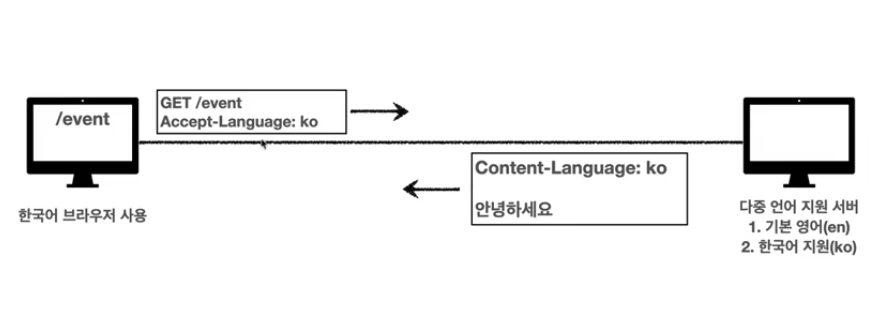 /event
GET /event
Accept-Language: ko
Content-Language: ko
안녕하세요
한국어 브라우저 사용
다중 언어 지원 서버
1. 기본 영어(en)
2. 한국어 지원(ko)